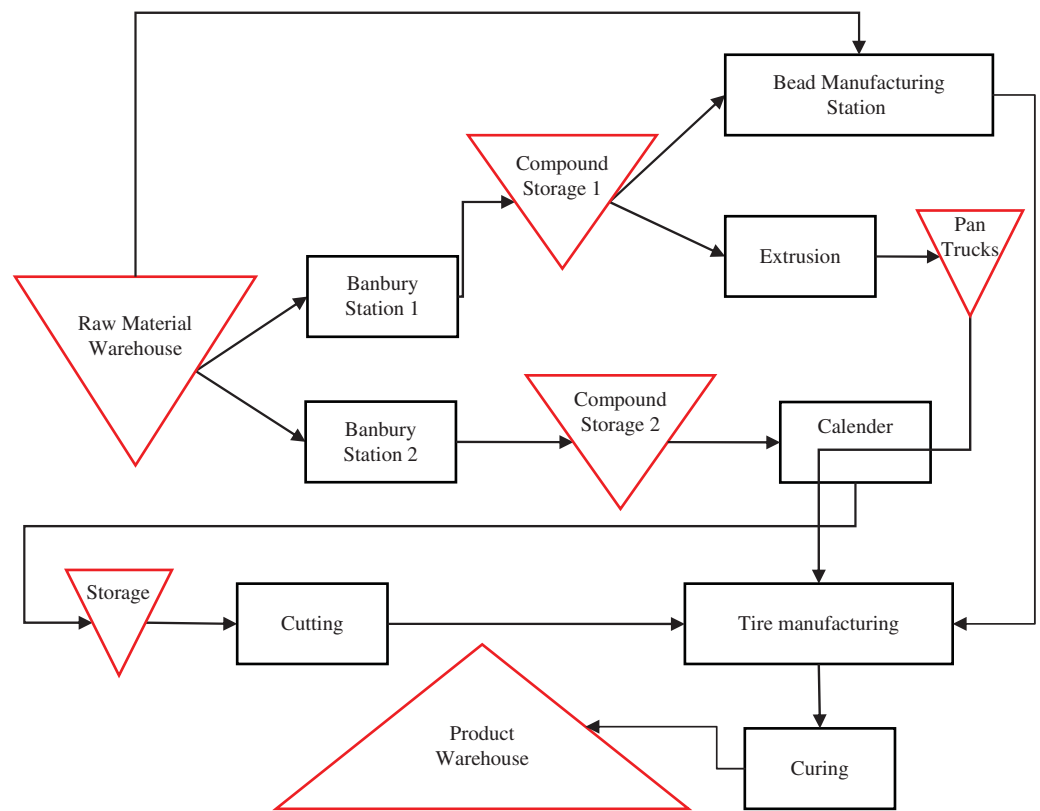 Bead Manufacturing
Station
Compound
Storage 1
Pan
Trucks
Extrusion
Banbury
Station 1
Raw Material
Warehouse
Compound
Storage 2
Calender
Banbury
Station 2
Storage
Cutting
Tire manufacturing
Product
Warehouse
Curing